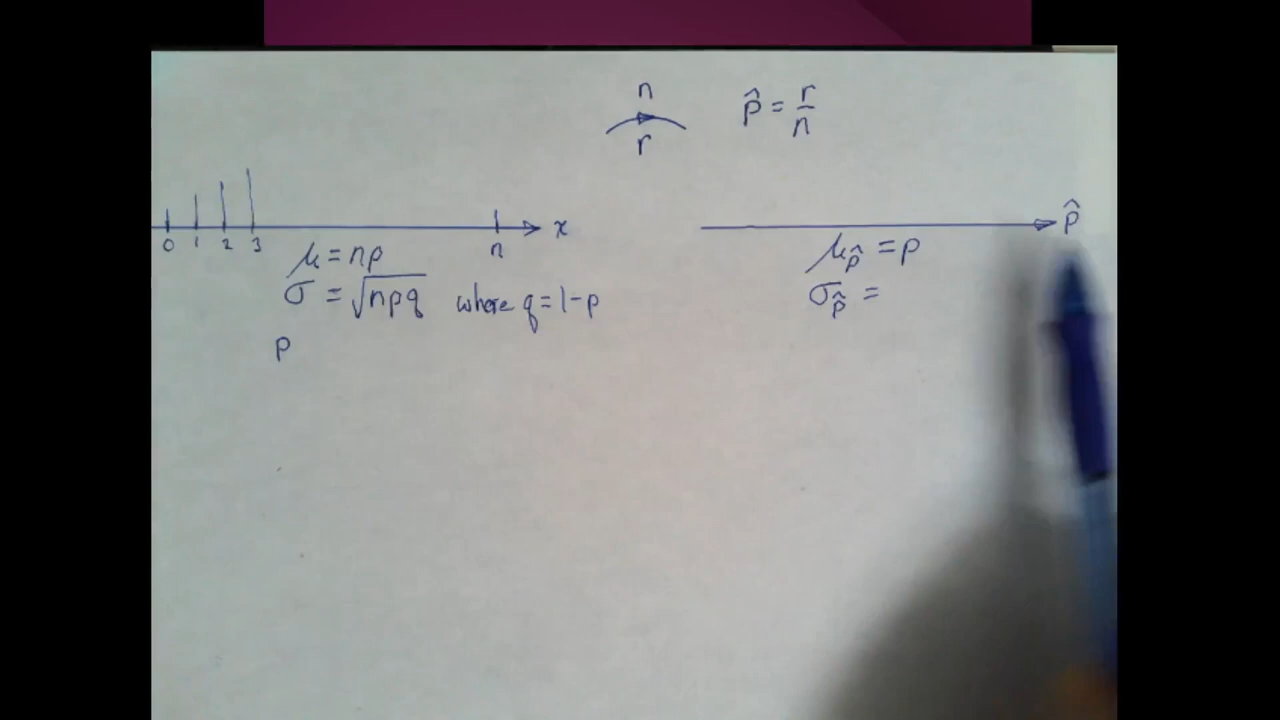 n
r
p̂ = r/n
0 1 2 3 n x
μ = np
σ = √npq where q = 1-p
p
p̂
μp̂ = p
σp̂ =